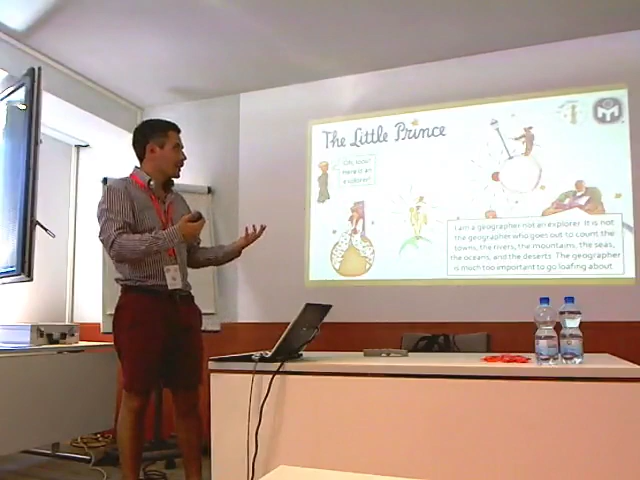 The Little Prince
Oh, look!
Here is an
explorer!
I am a geographer not an explorer. It is not
the geographer who goes out to count the
towns, the rivers, the mountains, the seas,
the oceans, and the deserts. The geographer
is much too important to go loafing about